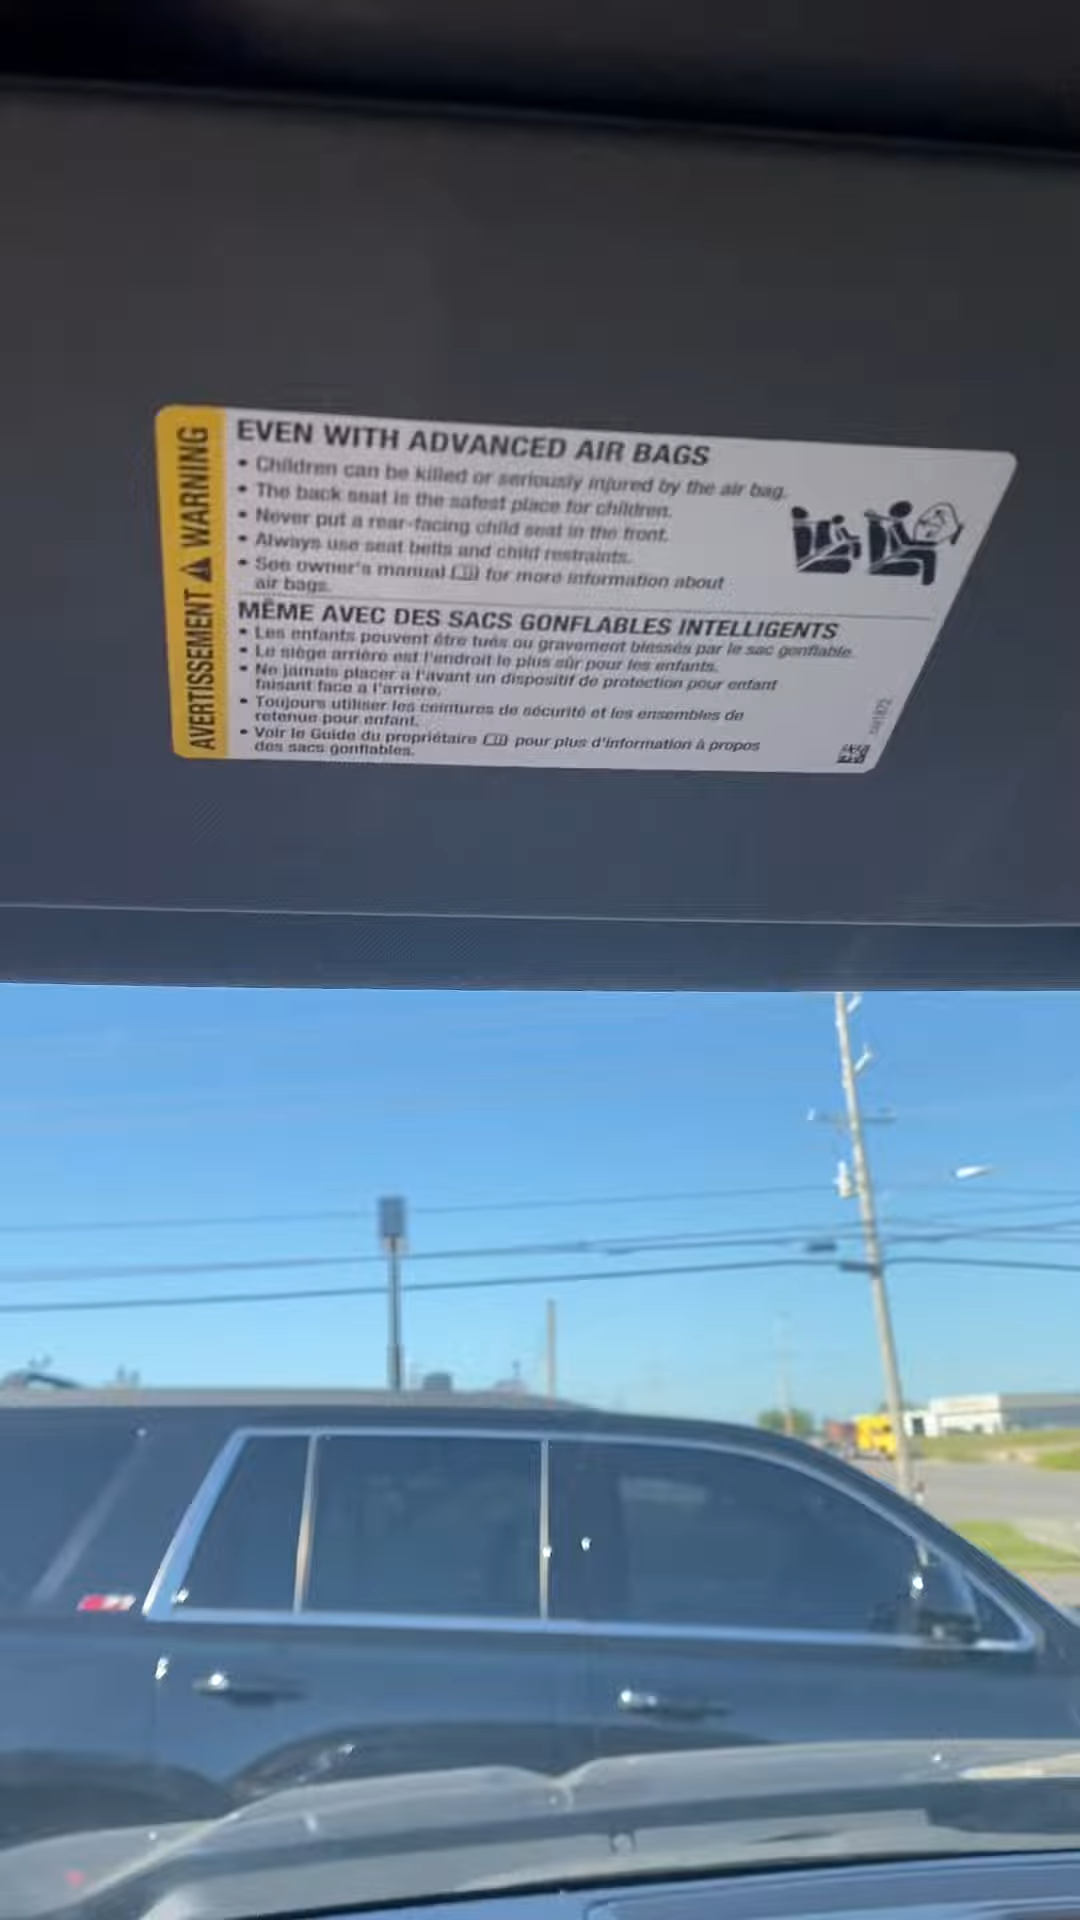 AVERTISSEMENT WARNING
EVEN WITH ADVANCED AIR BAGS
• Children can be killed or seriously injured by the air bag.
• The back seat is the safest place for children.
• Never put a rear-facing child seat in the front.
• Always use seat belts and child restraints.
• See owner's manual for more information about
air bags.
MÊME AVEC DES SACS GONFLABLES INTELLIGENTS
• Les enfants peuvent être tués ou gravement blessés par le sac gonflable.
• Le siège arrière est l'endroit le plus sûr pour les enfants.
• Ne jamais placer à l'avant un dispositif de protection pour enfant
faisant face à l'arrière.
• Toujours utiliser les ceintures de sécurité et les ensembles de
retenue pour enfant.
• Voir le Guide du propriétaire pour plus d'information à propos
des sacs gonflables.